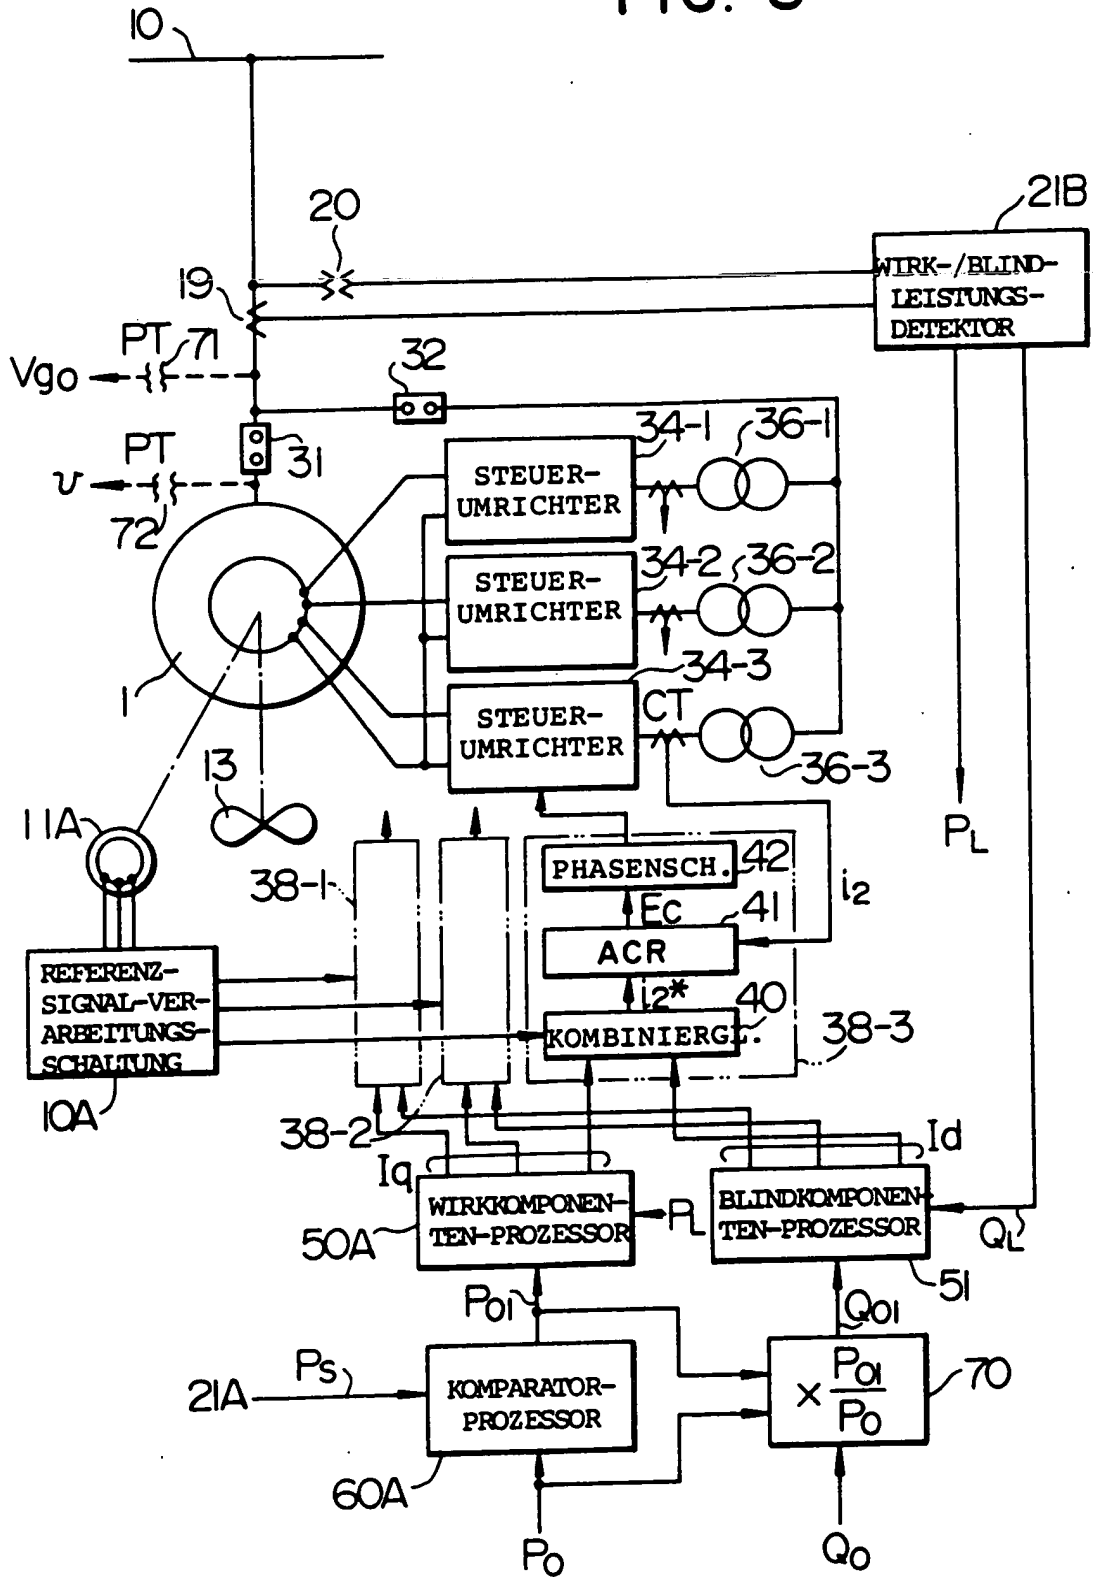 10
20
21B
WIRK-/BLIND-
LEISTUNGS-
DETEKTOR
19
PT
71
Vgo
32
31
PT
v
72
34-1
36-1
STEUER-
UMRICHTER
34-2
36-2
STEUER-
UMRICHTER
34-3
CT
STEUER-
UMRICHTER
36-3
1
13
11A
PL
38-1
PHASENSCH.
42
i2
Ec
41
ACR
i2*
40
KOMBINIERGL.
38-3
REFERENZ-
SIGNAL-VER-
ARBEITUNGS-
SCHALTUNG
10A
38-2
Iq
Id
WIRKKOMPONEN-
TEN-PROZESSOR
PL
50A
BLINDKOMPONEN-
TEN-PROZESSOR
QL
51
P01
Q01
21A
Ps
KOMPARATOR-
PROZESSOR
60A
× P01
P0
70
P0
Q0